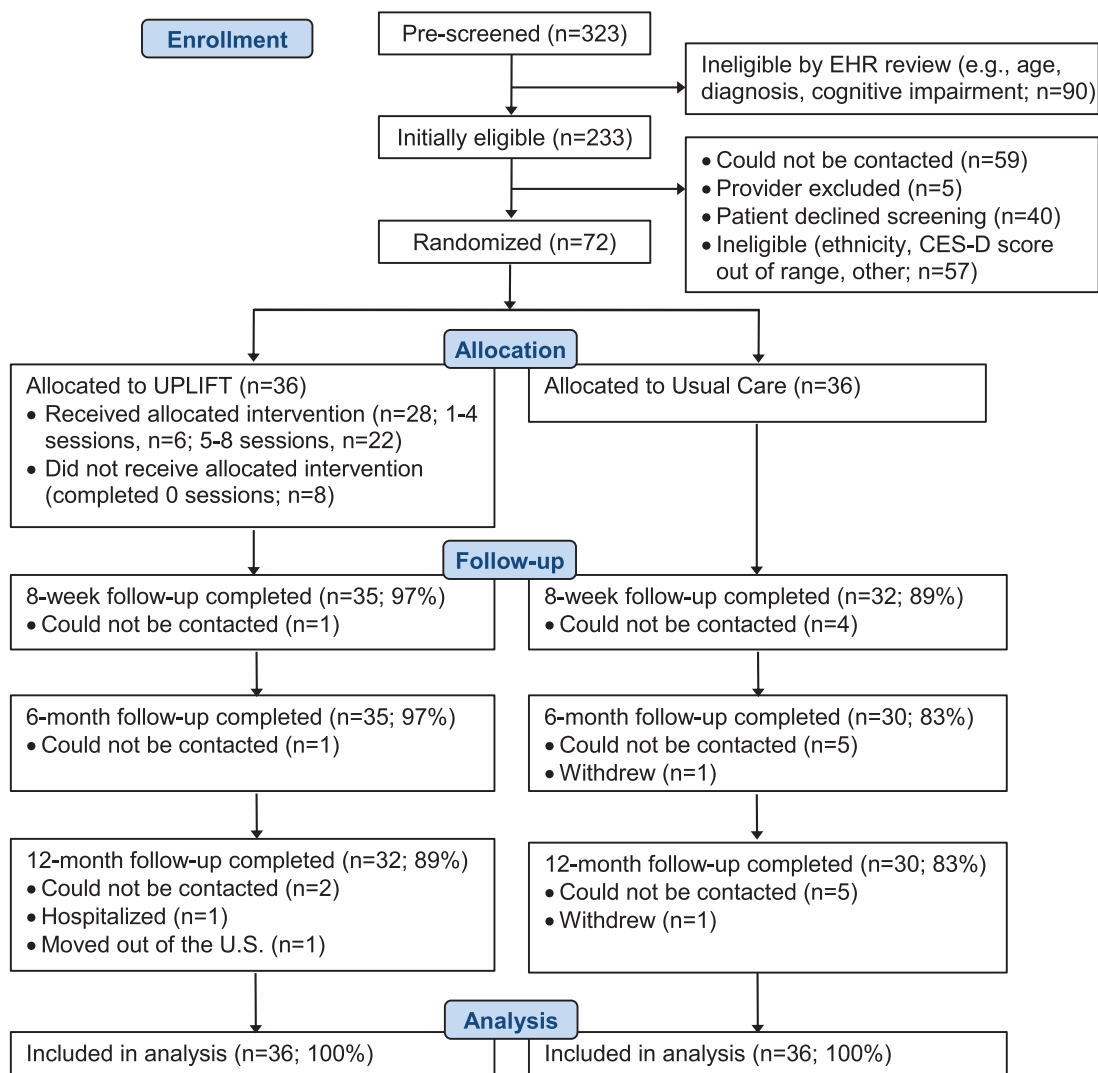 Enrollment
Pre-screened (n=323)
Ineligible by EHR review (e.g., age,
diagnosis, cognitive impairment; n=90)
Initially eligible (n=233)
• Could not be contacted (n=59)
• Provider excluded (n=5)
• Patient declined screening (n=40)
• Ineligible (ethnicity, CES-D score
out of range, other; n=57)
Randomized (n=72)
Allocation
Allocated to UPLIFT (n=36)
• Received allocated intervention (n=28; 1-4
sessions, n=6; 5-8 sessions, n=22)
• Did not receive allocated intervention
(completed 0 sessions; n=8)
Allocated to Usual Care (n=36)
Follow-up
8-week follow-up completed (n=35; 97%)
• Could not be contacted (n=1)
8-week follow-up completed (n=32; 89%)
• Could not be contacted (n=4)
6-month follow-up completed (n=35; 97%)
• Could not be contacted (n=1)
6-month follow-up completed (n=30; 83%)
• Could not be contacted (n=5)
• Withdrew (n=1)
12-month follow-up completed (n=32; 89%)
• Could not be contacted (n=2)
• Hospitalized (n=1)
• Moved out of the U.S. (n=1)
12-month follow-up completed (n=30; 83%)
• Could not be contacted (n=5)
• Withdrew (n=1)
Analysis
Included in analysis (n=36; 100%)
Included in analysis (n=36; 100%)